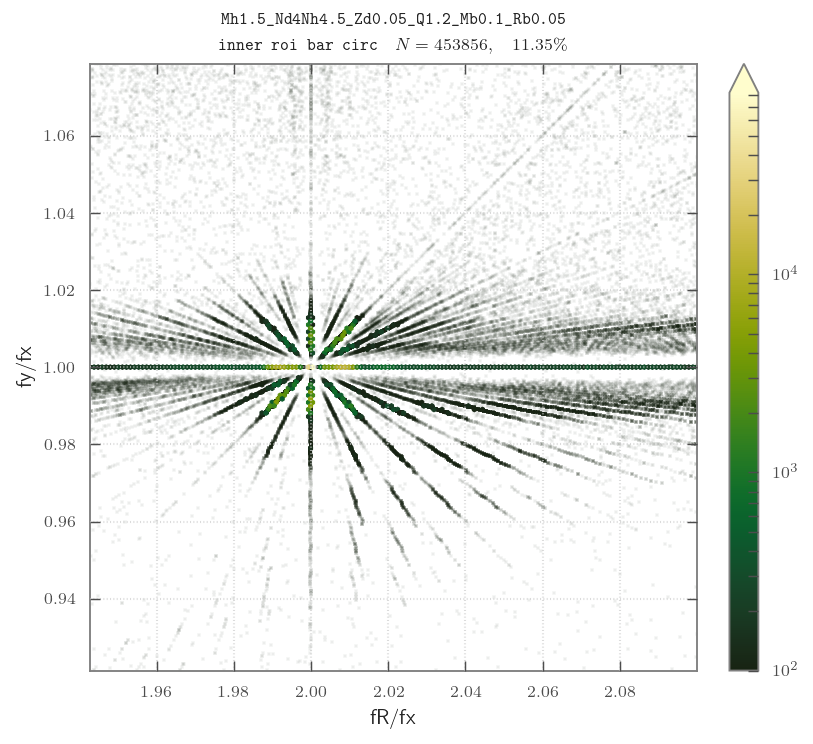 Mh1.5_Nd4Nh4.5_Zd0.05_Q1.2_Mb0.1_Rb0.05
inner roi bar circ N = 453856, 11.35%
1.06
1.04
1.02
1.00
0.98
0.96
0.94
fy/fx
1.96 1.98 2.00 2.02 2.04 2.06 2.08
fR/fx
10^4
10^3
10^2